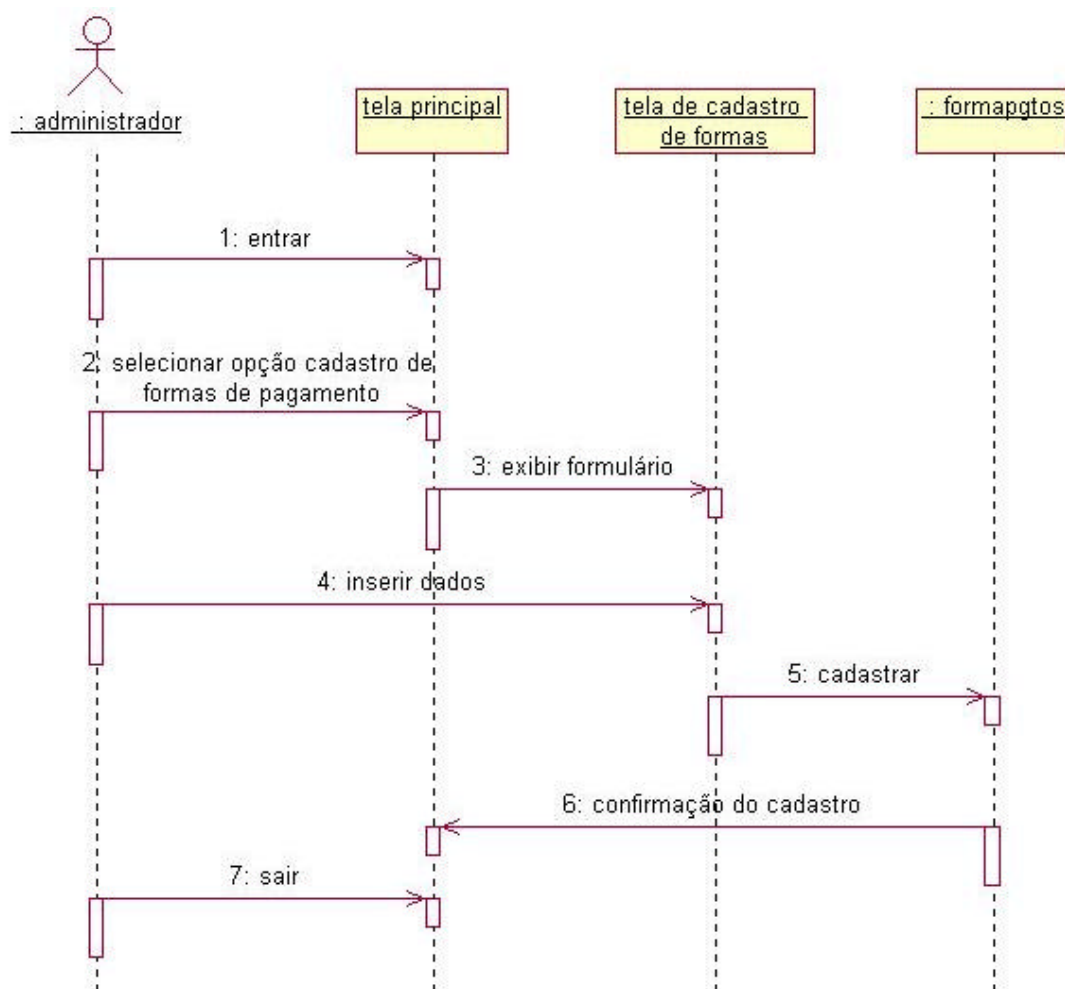 : administrador
tela principal
tela de cadastro
de formas
: formapgtos
1: entrar
2: selecionar opção cadastro de
formas de pagamento
3: exibir formulário
4: inserir dados
5: cadastrar
6: confirmação do cadastro
7: sair